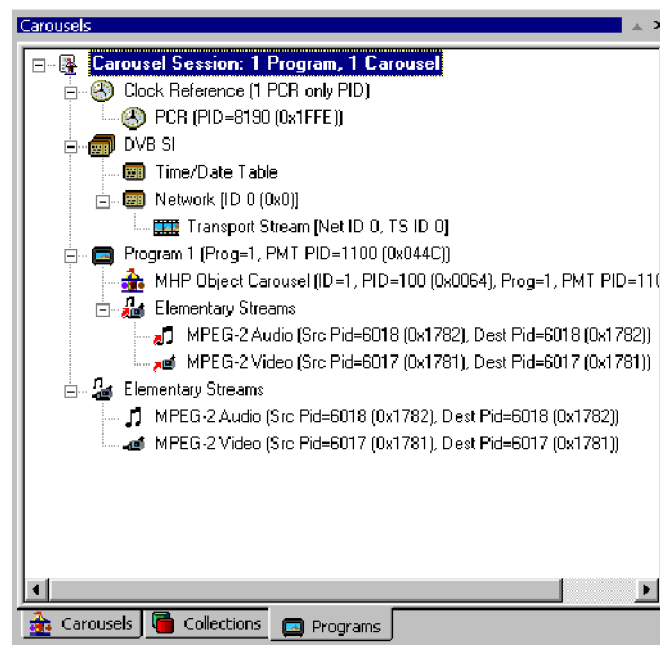 Carousels
Carousel Session: 1 Program, 1 Carousel
Clock Reference (1 PCR only PID)
PCR (PID=8190 (0x1FFE))
DVB SI
Time/Date Table
Network [ID 0 (0x0)]
Transport Stream [Net ID 0, TS ID 0]
Program 1 (Prog=1, PMT PID=1100 (0x044C))
MHP Object Carousel (ID=1, PID=100 (0x0064), Prog=1, PMT PID=110
Elementary Streams
MPEG-2 Audio (Src Pid=6018 (0x1782), Dest Pid=6018 (0x1782))
MPEG-2 Video (Src Pid=6017 (0x1781), Dest Pid=6017 (0x1781))
Elementary Streams
MPEG-2 Audio (Src Pid=6018 (0x1782), Dest Pid=6018 (0x1782))
MPEG-2 Video (Src Pid=6017 (0x1781), Dest Pid=6017 (0x1781))
Carousels Collections Programs